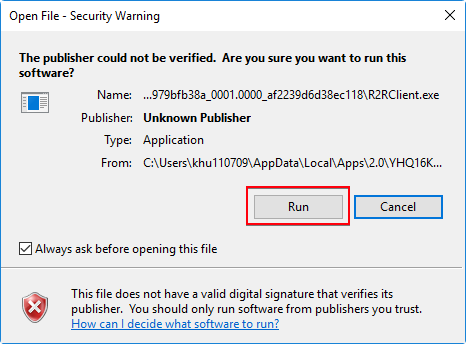 Open File - Security Warning
The publisher could not be verified.  Are you sure you want to run this
software?
Name: ...979bfb38a_0001.0000_af2239d6d38ec118\R2RClient.exe
Publisher: Unknown Publisher
Type: Application
From: C:\Users\khu110709\AppData\Local\Apps\2.0\YHQ16K...
Run Cancel
Always ask before opening this file
This file does not have a valid digital signature that verifies its
publisher.  You should only run software from publishers you trust.
How can I decide what software to run?